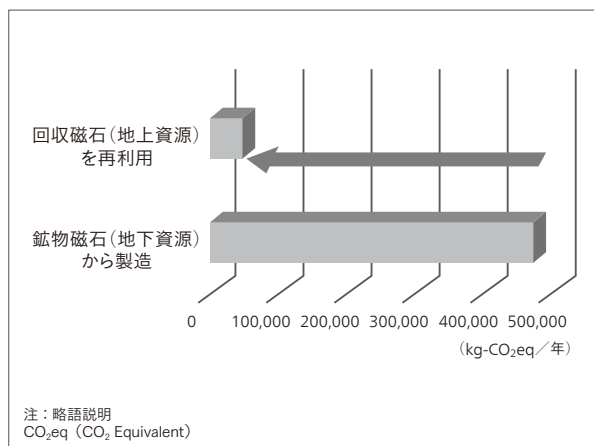 回収磁石(地上資源)
を再利用
鉱物磁石(地下資源)
から製造
0 100,000 200,000 300,000 400,000 500,000
(kg-CO₂eq/年)
注:略語説明
CO₂eq(CO₂ Equivalent)